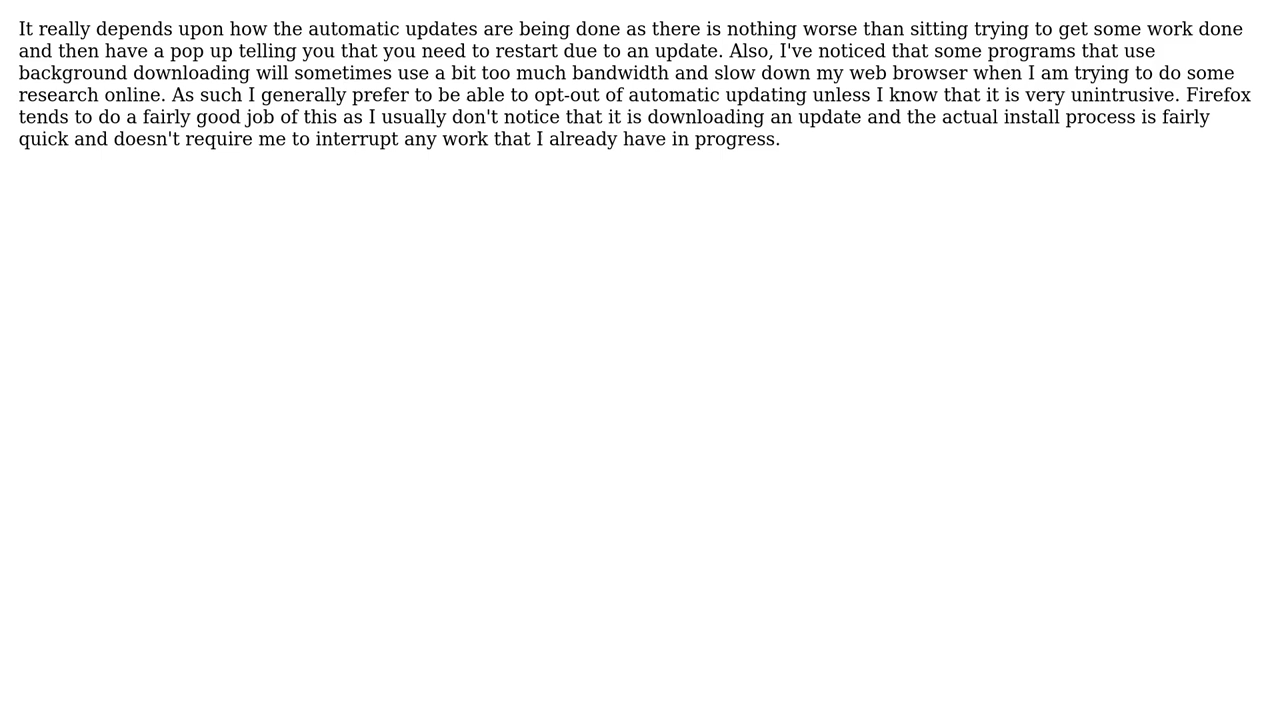 It really depends upon how the automatic updates are being done as there is nothing worse than sitting trying to get some work done
and then have a pop up telling you that you need to restart due to an update. Also, I've noticed that some programs that use
background downloading will sometimes use a bit too much bandwidth and slow down my web browser when I am trying to do some
research online. As such I generally prefer to be able to opt-out of automatic updating unless I know that it is very unintrusive. Firefox
tends to do a fairly good job of this as I usually don't notice that it is downloading an update and the actual install process is fairly
quick and doesn't require me to interrupt any work that I already have in progress.